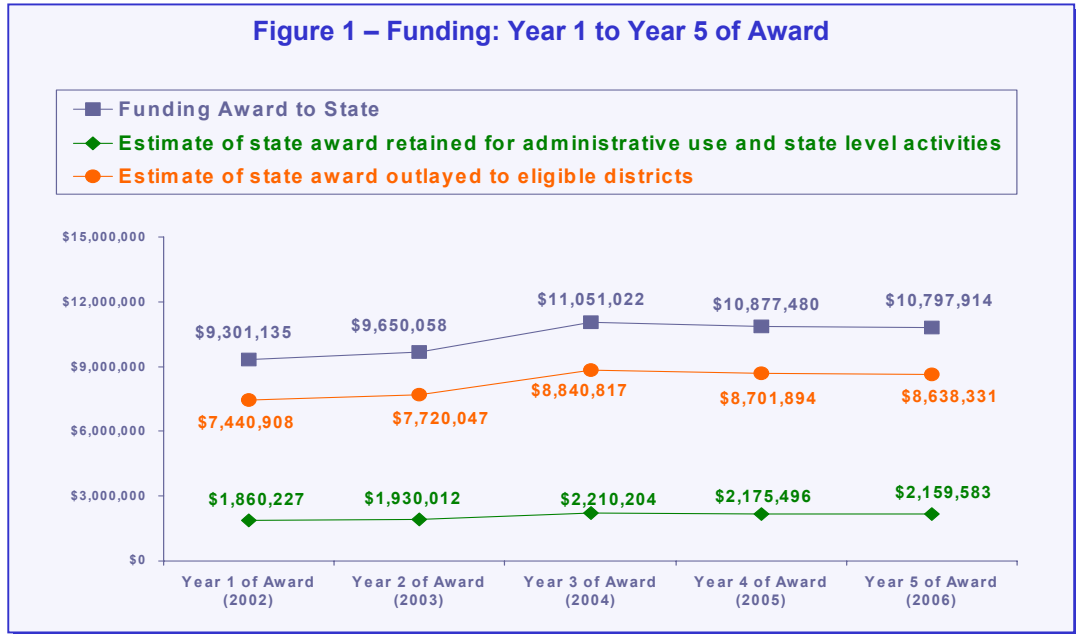 Figure 1 – Funding: Year 1 to Year 5 of Award
Funding Award to State
Estimate of state award retained for administrative use and state level activities
Estimate of state award outlayed to eligible districts
$15,000,000
$12,000,000
$9,000,000
$6,000,000
$3,000,000
$0
$9,301,135
$9,650,058
$11,051,022
$10,877,480
$10,797,914
$7,440,908
$7,720,047
$8,840,817
$8,701,894
$8,638,331
$1,860,227
$1,930,012
$2,210,204
$2,175,496
$2,159,583
Year 1 of Award
(2002)
Year 2 of Award
(2003)
Year 3 of Award
(2004)
Year 4 of Award
(2005)
Year 5 of Award
(2006)